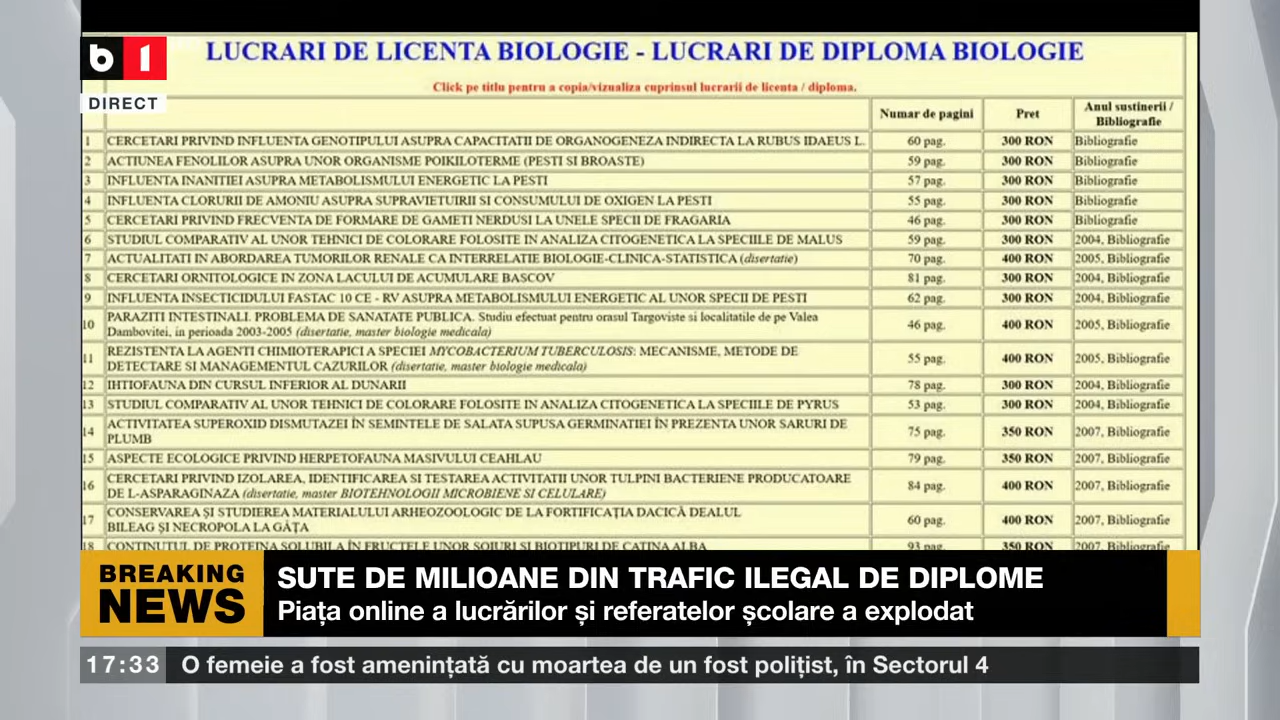 b1
DIRECT
LUCRARI DE LICENTA BIOLOGIE - LUCRARI DE DIPLOMA BIOLOGIE
Click pe titlu pentru a copia/vizualiza cuprinsul lucrarii de licenta / diploma.
Numar de pagini Pret Anul sustinerii /
Bibliografie
1 CERCETARI PRIVIND INFLUENTA GENOTIPULUI ASUPRA CAPACITATII DE ORGANOGENEZA INDIRECTA LA RUBUS IDAEUS L. 60 pag. 300 RON Bibliografie
2 ACTIUNEA FENOLILOR ASUPRA UNOR ORGANISME POIKILOTERME (PESTI SI BROASTE) 59 pag. 300 RON Bibliografie
3 INFLUENTA INANITIEI ASUPRA METABOLISMULUI ENERGETIC LA PESTI 57 pag. 300 RON Bibliografie
4 INFLUENTA CLORURII DE AMONIU ASUPRA SUPRAVIETUIRII SI CONSUMULUI DE OXIGEN LA PESTI 55 pag. 300 RON Bibliografie
5 CERCETARI PRIVIND FRECVENTA DE FORMARE DE GAMETI NERDUSI LA UNELE SPECII DE FRAGARIA 46 pag. 300 RON Bibliografie
6 STUDIUL COMPARATIV AL UNOR TEHNICI DE COLORARE FOLOSITE IN ANALIZA CITOGENETICA LA SPECIILE DE MALUS 59 pag. 300 RON 2004, Bibliografie
7 ACTUALITATI IN ABORDAREA TUMORILOR RENALE CA INTERRELATIE BIOLOGIE-CLINICA-STATISTICA (disertatie) 70 pag. 400 RON 2005, Bibliografie
8 CERCETARI ORNITOLOGICE IN ZONA LACULUI DE ACUMULARE BASCOV 81 pag. 300 RON 2004, Bibliografie
9 INFLUENTA INSECTICIDULUI FASTAC 10 CE - RV ASUPRA METABOLISMULUI ENERGETIC AL UNOR SPECII DE PESTI 62 pag. 300 RON 2004, Bibliografie
10 PARAZITI INTESTINALI. PROBLEMA DE SANATATE PUBLICA. Studiu efectuat pentru orasul Targoviste si localitatile de pe Valea
Dambovitei, in perioada 2003-2005 (disertatie, master biologie medicala) 46 pag. 400 RON 2005, Bibliografie
11 REZISTENTA LA AGENTI CHIMIOTERAPICI A SPECIEI MYCOBACTERIUM TUBERCULOSIS: MECANISME, METODE DE
DETECTARE SI MANAGEMENTUL CAZURILOR (disertatie, master biologie medicala) 55 pag. 400 RON 2005, Bibliografie
12 IHTIOFAUNA DIN CURSUL INFERIOR AL DUNARII 78 pag. 300 RON 2004, Bibliografie
13 STUDIUL COMPARATIV AL UNOR TEHNICI DE COLORARE FOLOSITE IN ANALIZA CITOGENETICA LA SPECIILE DE PYRUS 53 pag. 300 RON 2004, Bibliografie
14 ACTIVITATEA SUPEROXID DISMUTAZEI ÎN SEMINTELE DE SALATA SUPUSA GERMINATIEI ÎN PREZENTA UNOR SARURI DE
PLUMB 75 pag. 350 RON 2007, Bibliografie
15 ASPECTE ECOLOGICE PRIVIND HERPETOFAUNA MASIVULUI CEAHLAU 79 pag. 350 RON 2007, Bibliografie
16 CERCETARI PRIVIND IZOLAREA, IDENTIFICAREA SI TESTAREA ACTIVITATII UNOR TULPINI BACTERIENE PRODUCATOARE
DE L-ASPARAGINAZA (disertatie, master BIOTEHNOLOGII MICROBIENE SI CELULARE) 84 pag. 400 RON 2007, Bibliografie
17 CONSERVAREA ȘI STUDIEREA MATERIALULUI ARHEOZOOLOGIC DE LA FORTIFICAȚIA DACICĂ DEALUL
BILEAG ȘI NECROPOLA LA GÂȚA 60 pag. 400 RON 2007, Bibliografie
18 CONTINUTUL DE PROTEINA SOLUBILA ÎN FRUCTELE UNOR SOIURI SI BIOTIPURI DE CATINA ALBA 93 pag. 350 RON 2007, Bibliografie
BREAKING
NEWS
SUTE DE MILIOANE DIN TRAFIC ILEGAL DE DIPLOME
Piața online a lucrărilor și referatelor școlare a explodat
17:33 O femeie a fost amenințată cu moartea de un fost polițist, în Sectorul 4